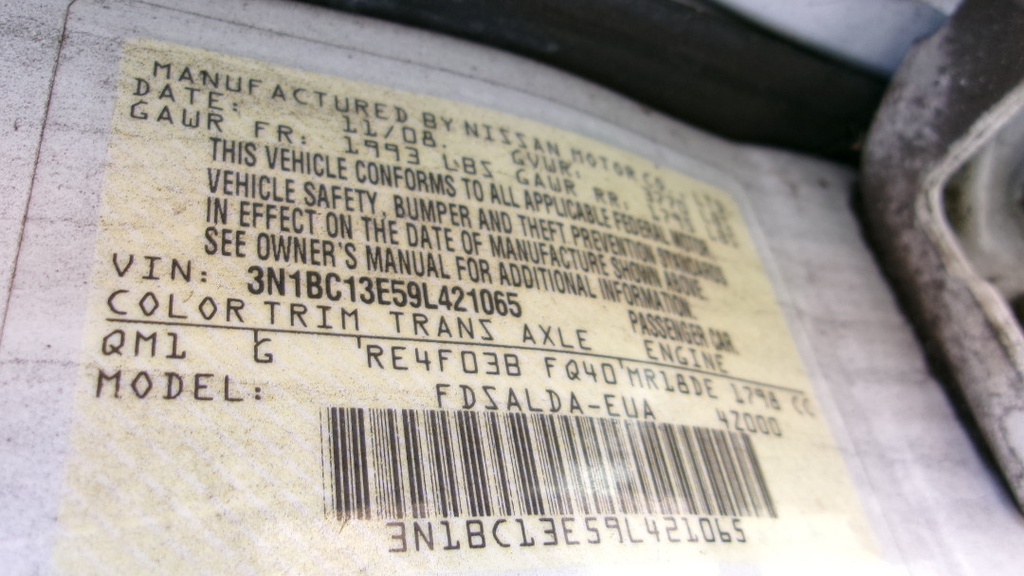 MANUFACTURED BY NISSAN MOTOR CO.
DATE: 11/08. GVWR
GAWR FR: 1993 LBS GAWR RR.
THIS VEHICLE CONFORMS TO ALL APPLICABLE FEDERAL MOTOR
VEHICLE SAFETY, BUMPER AND THEFT PREVENTION STANDARDS
IN EFFECT ON THE DATE OF MANUFACTURE SHOWN ABOVE.
SEE OWNER'S MANUAL FOR ADDITIONAL INFORMATION.
VIN: 3N1BC13E59L421065 PASSENGER CAR
COLOR TRIM TRANS AXLE ENGINE
QM1 G RE4F03B FQ40 MR18DE 1798 CC
MODEL: FDSALDA-EUA 4Z000
3N1BC13E59L421065